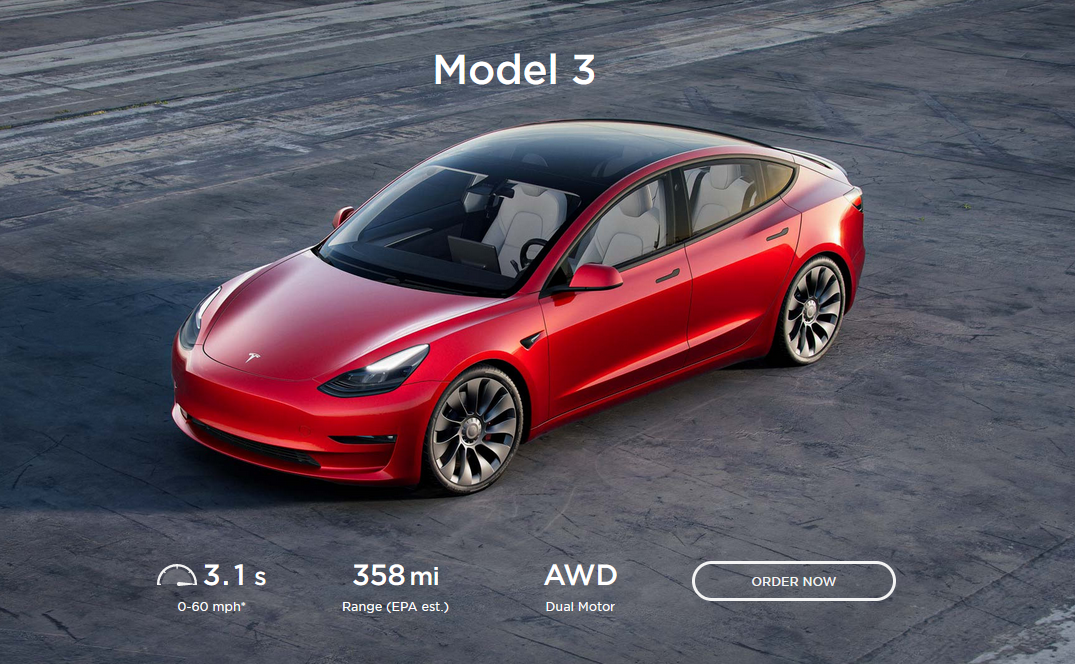 Model 3
3.1 s
0-60 mph*
358 mi
Range (EPA est.)
AWD
Dual Motor
ORDER NOW